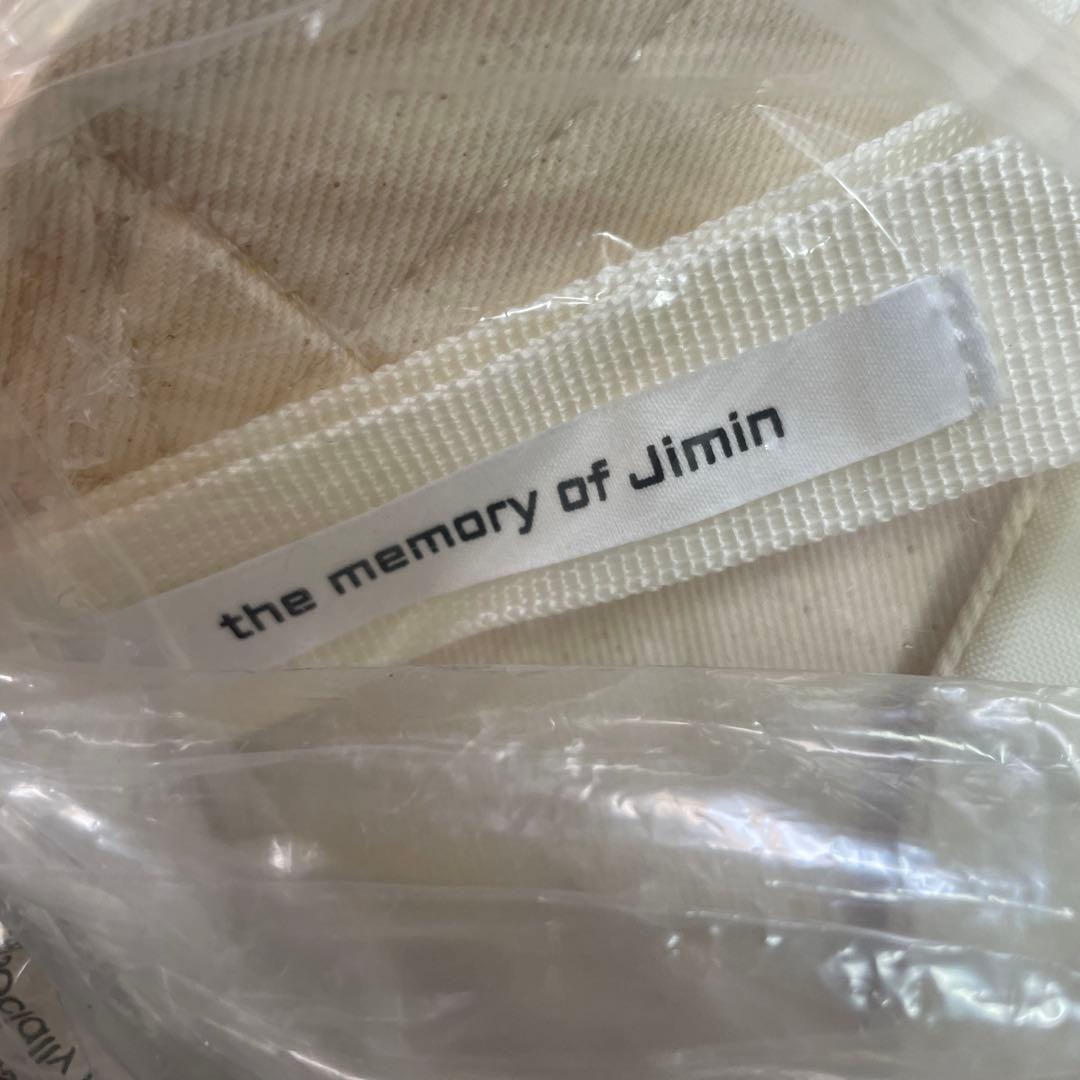 the memory of Jimin